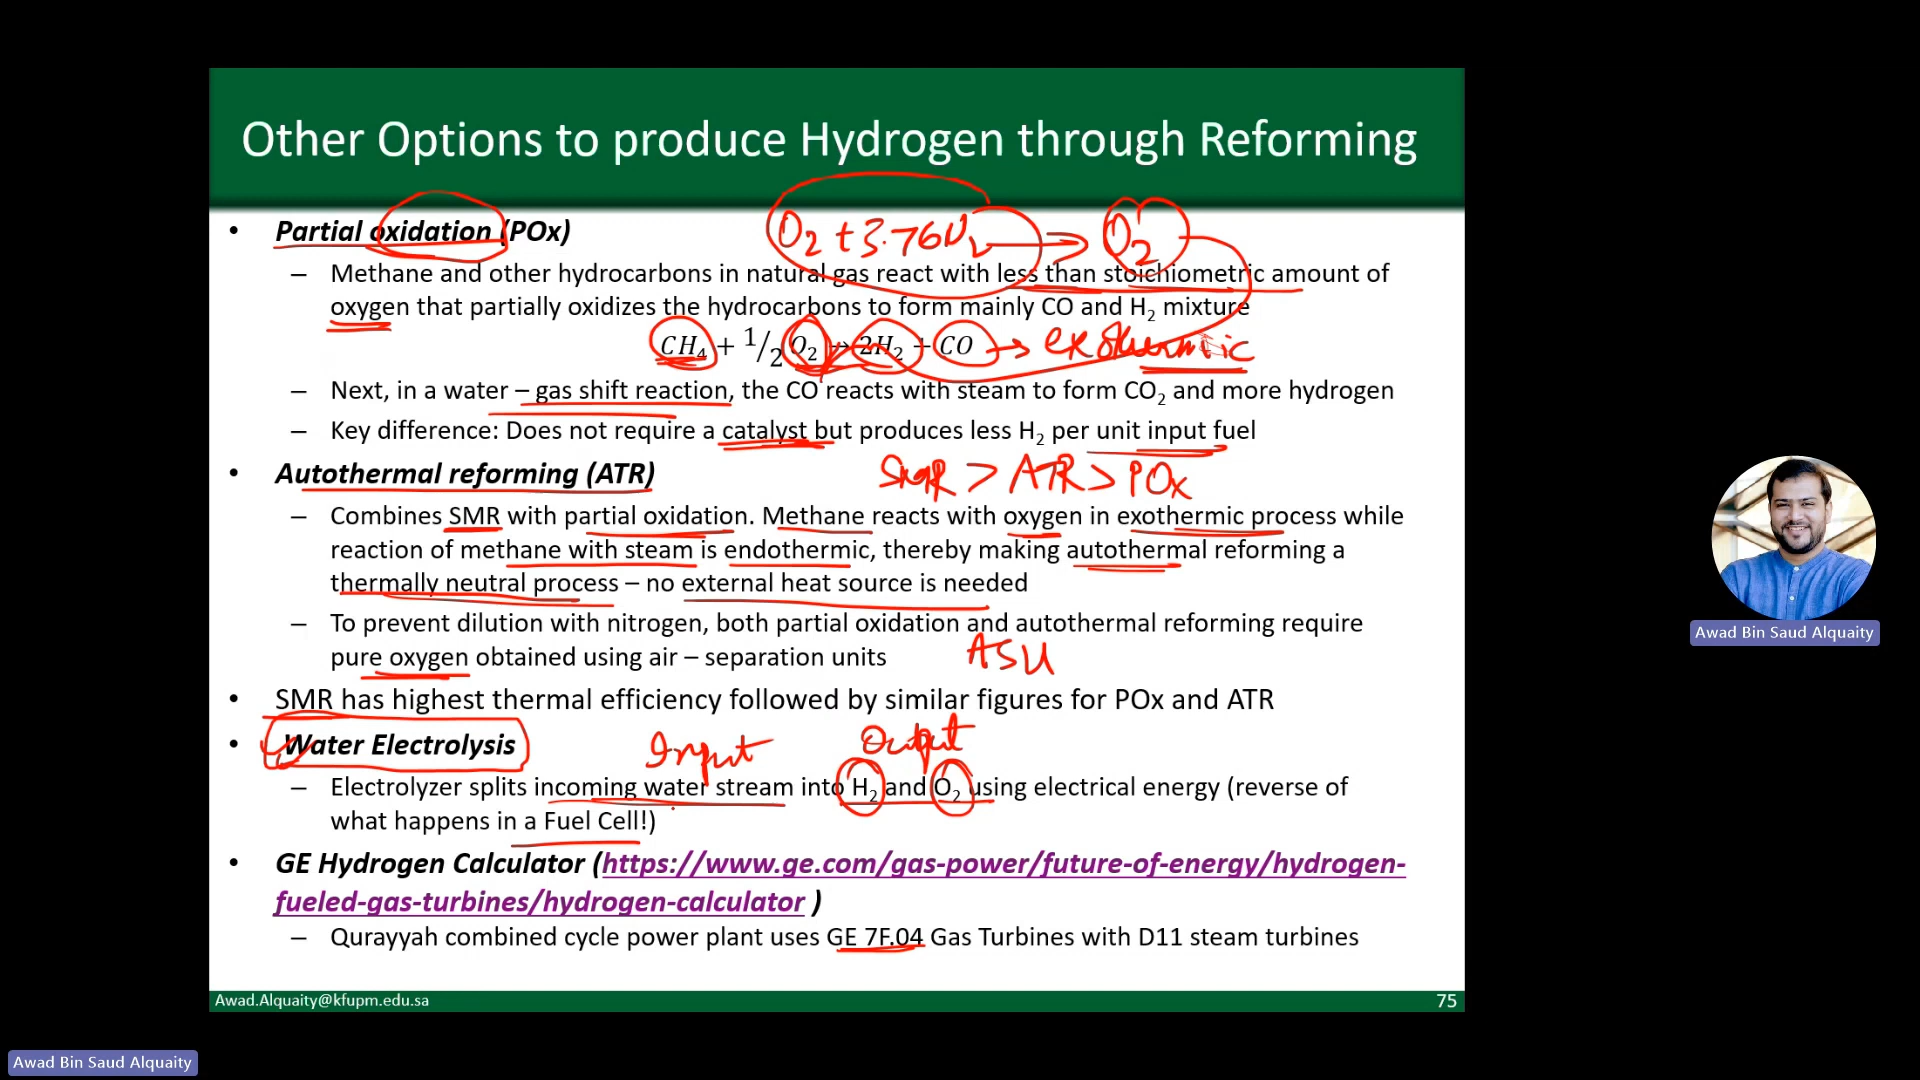 Other Options to produce Hydrogen through Reforming
• Partial oxidation (POx)
O₂ + 3.76N₂ → O₂
– Methane and other hydrocarbons in natural gas react with less than stoichiometric amount of
oxygen that partially oxidizes the hydrocarbons to form mainly CO and H₂ mixture
CH₄ + 1/2 O₂ → 2H₂ + CO → exothermic
– Next, in a water – gas shift reaction, the CO reacts with steam to form CO₂ and more hydrogen
– Key difference: Does not require a catalyst but produces less H₂ per unit input fuel
• Autothermal reforming (ATR)
SMR > ATR > POx
– Combines SMR with partial oxidation. Methane reacts with oxygen in exothermic process while
reaction of methane with steam is endothermic, thereby making autothermal reforming a
thermally neutral process – no external heat source is needed
– To prevent dilution with nitrogen, both partial oxidation and autothermal reforming require
pure oxygen obtained using air – separation units ASU
• SMR has highest thermal efficiency followed by similar figures for POx and ATR
• Water Electrolysis
Input Output
– Electrolyzer splits incoming water stream into H₂ and O₂ using electrical energy (reverse of
what happens in a Fuel Cell!)
• GE Hydrogen Calculator (https://www.ge.com/gas-power/future-of-energy/hydrogen-
fueled-gas-turbines/hydrogen-calculator )
– Qurayyah combined cycle power plant uses GE 7F.04 Gas Turbines with D11 steam turbines
Awad.Alquaity@kfupm.edu.sa 75
Awad Bin Saud Alquaity
Awad Bin Saud Alquaity